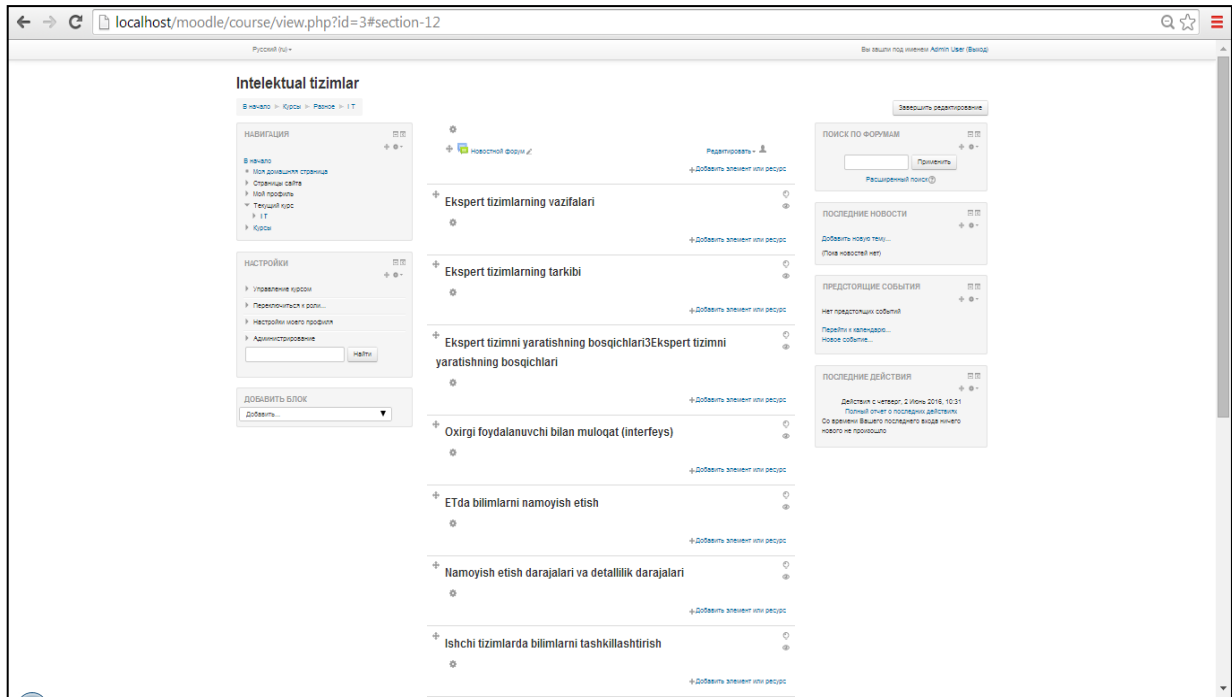 localhost/moodle/course/view.php?id=3#section-12
Русский (ru)
Вы зашли под именем Admin User (Выход)
Intelektual tizimlar
В начало ► Курсы ► Разное ► I T
Завершить редактирование
НАВИГАЦИЯ
В начало
Моя домашняя страница
Страницы сайта
Мой профиль
Текущий курс
I T
Курсы
НАСТРОЙКИ
Управление курсом
Переключиться к роли...
Настройки моего профиля
Администрирование
Найти
ДОБАВИТЬ БЛОК
Добавить...
Новостной форум
Редактировать
Добавить элемент или ресурс
Ekspert tizimlarning vazifalari
Добавить элемент или ресурс
Ekspert tizimlarning tarkibi
Добавить элемент или ресурс
Ekspert tizimni yaratishning bosqichlari3Ekspert tizimni
yaratishning bosqichlari
Добавить элемент или ресурс
Oxirgi foydalanuvchi bilan muloqat (interfeys)
Добавить элемент или ресурс
ETda bilimlarni namoyish etish
Добавить элемент или ресурс
Namoyish etish darajalari va detallilik darajalari
Добавить элемент или ресурс
Ishchi tizimlarda bilimlarni tashkillashtirish
Добавить элемент или ресурс
ПОИСК ПО ФОРУМАМ
Применить
Расширенный поиск
ПОСЛЕДНИЕ НОВОСТИ
Добавить новую тему...
(Пока новостей нет)
ПРЕДСТОЯЩИЕ СОБЫТИЯ
Нет предстоящих событий
Перейти к календарю...
Новое событие...
ПОСЛЕДНИЕ ДЕЙСТВИЯ
Действия с четверг, 2 Июнь 2016, 10:31
Полный отчет о последних действиях
Со времени Вашего последнего входа ничего
нового не произошло